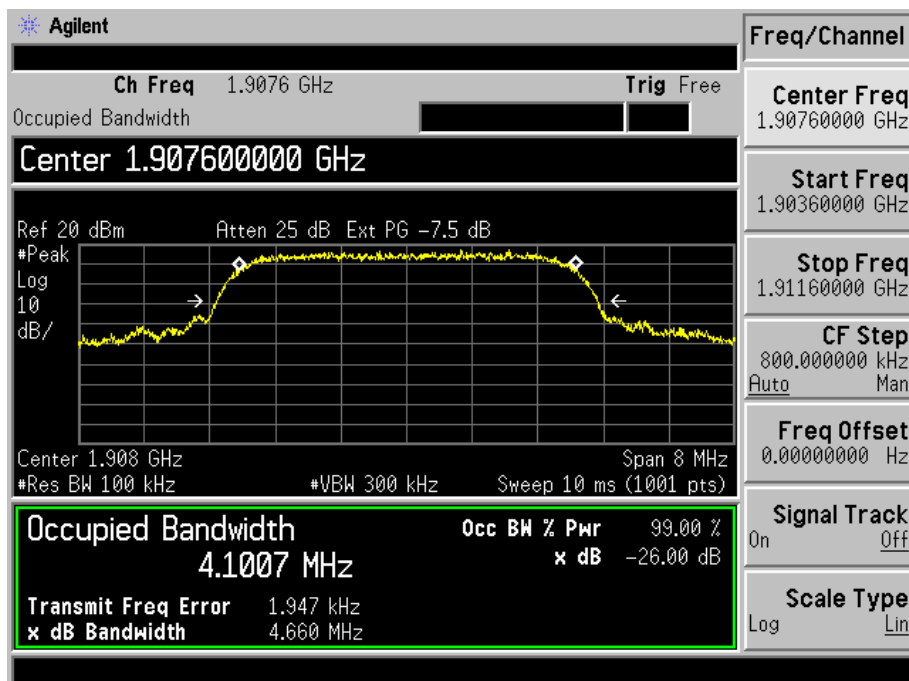 Agilent
Freq/Channel
Ch Freq 1.9076 GHz Trig Free
Occupied Bandwidth
Center 1.907600000 GHz
Ref 20 dBm Atten 25 dB Ext PG -7.5 dB
#Peak
Log
10
dB/
Center 1.908 GHz Span 8 MHz
#Res BW 100 kHz #VBW 300 kHz Sweep 10 ms (1001 pts)
Occupied Bandwidth
4.1007 MHz
Occ BW % Pwr 99.00 %
x dB -26.00 dB
Transmit Freq Error 1.947 kHz
x dB Bandwidth 4.660 MHz
Center Freq
1.90760000 GHz
Start Freq
1.90360000 GHz
Stop Freq
1.91160000 GHz
CF Step
800.000000 kHz
Auto Man
Freq Offset
0.00000000 Hz
Signal Track
On Off
Scale Type
Log Lin